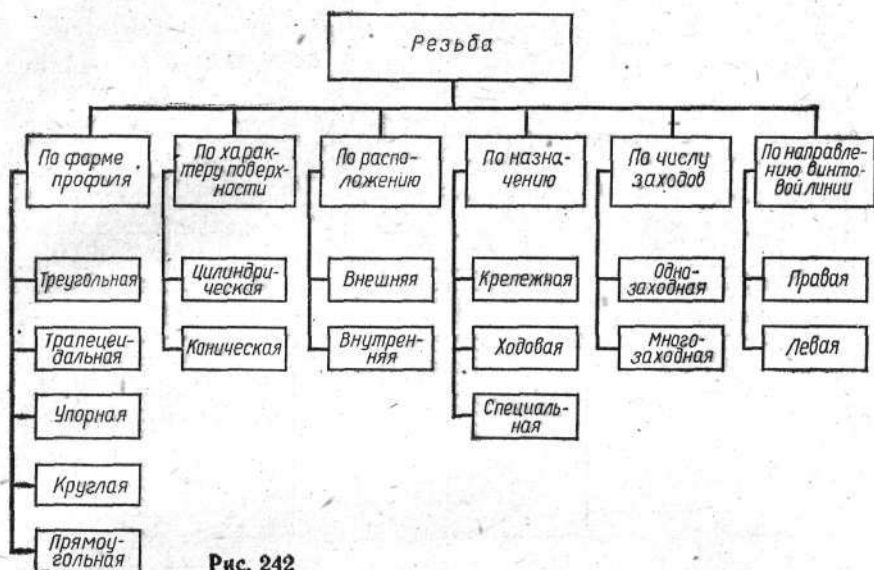 Резьба
По форме
профиля
По харак-
теру поверх-
ности
По распо-
ложению
По назна-
чению
По числу
заходов
По направле-
нию винто-
вой линии
Треугольная
Трапецеи-
дальная
Упорная
Круглая
Прямоу-
гольная
Цилиндри-
ческая
Коническая
Внешняя
Внутрен-
няя
Крепежная
Ходовая
Специаль-
ная
Одно-
заходная
Много-
заходная
Правая
Левая
Рис. 242